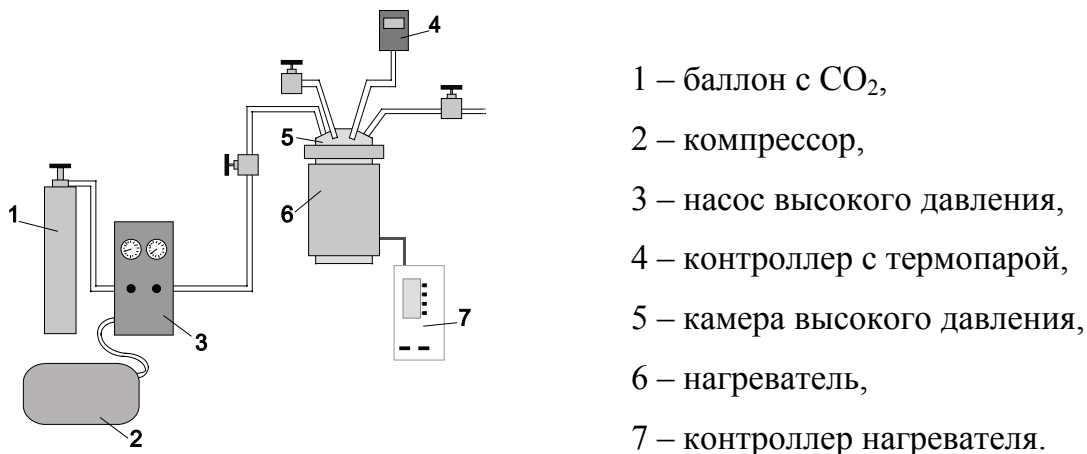 4
5
1
6
3
7
2
1 – баллон с CO₂,
2 – компрессор,
3 – насос высокого давления,
4 – контроллер с термопарой,
5 – камера высокого давления,
6 – нагреватель,
7 – контроллер нагревателя.